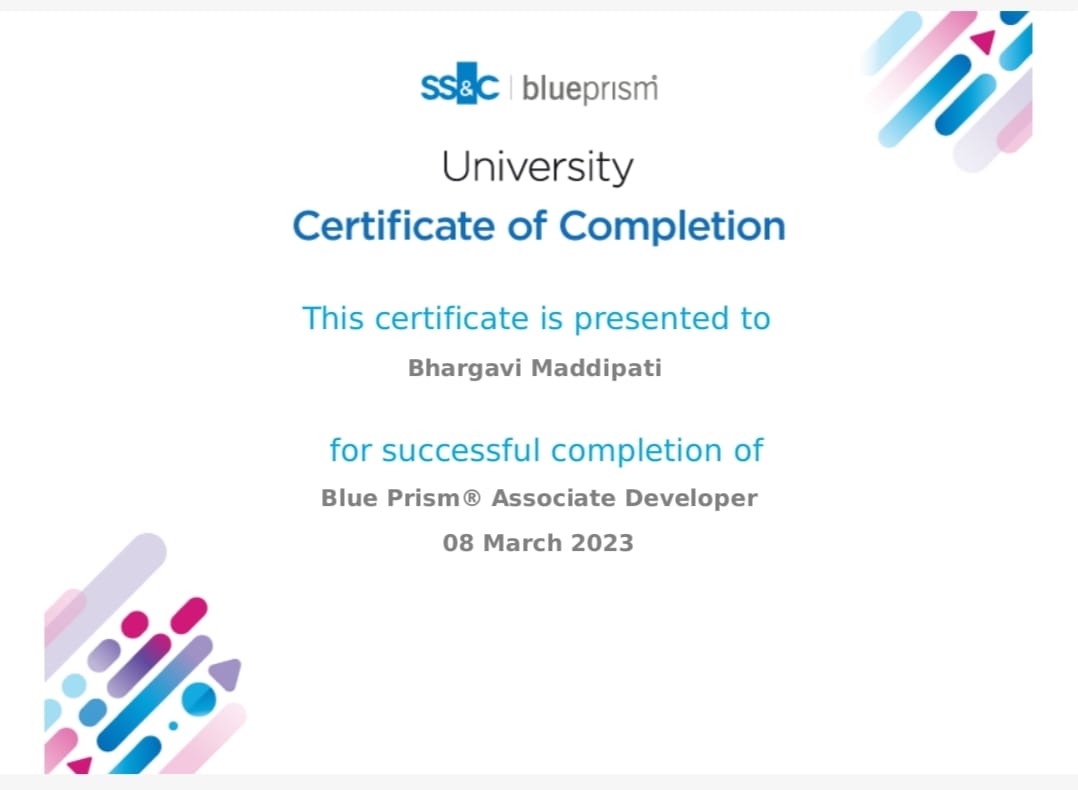 SS&C | blueprism
University
Certificate of Completion
This certificate is presented to
Bhargavi Maddipati
for successful completion of
Blue Prism® Associate Developer
08 March 2023